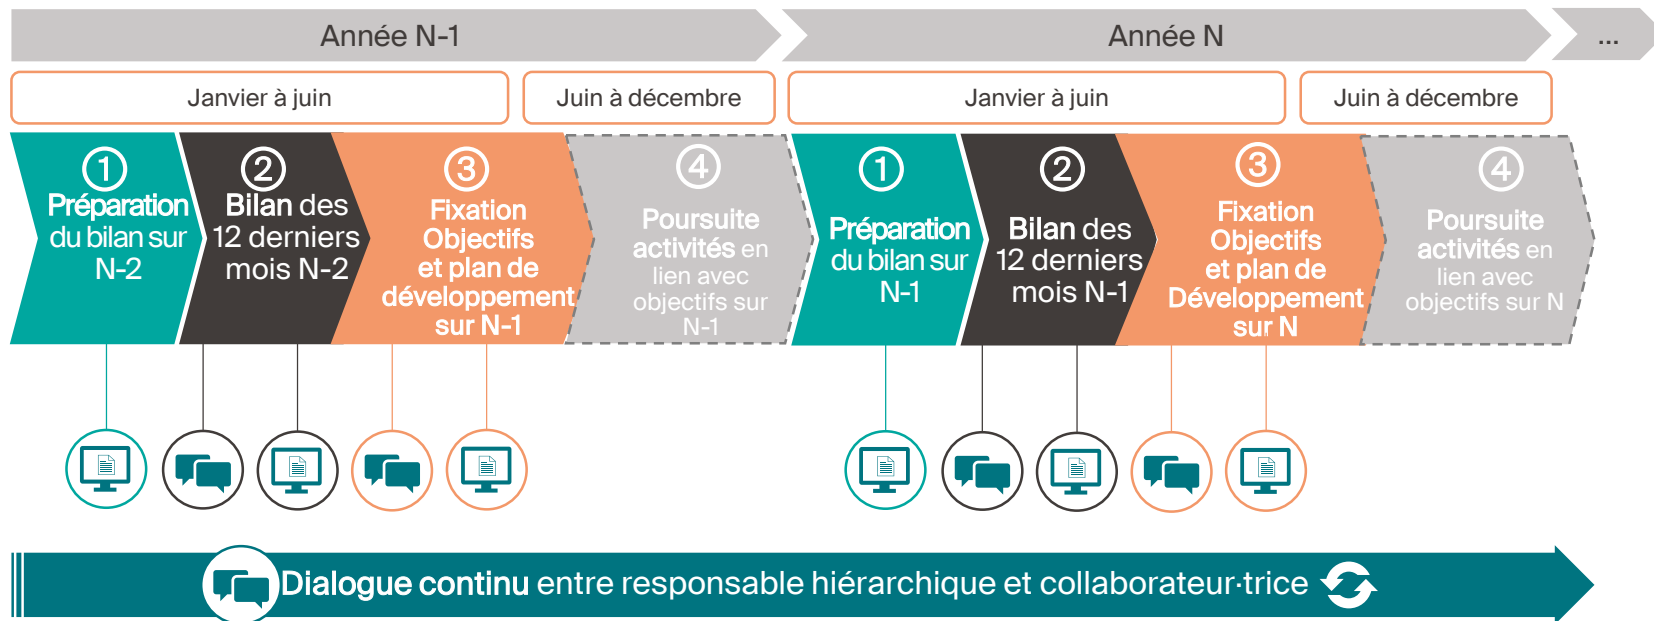 Année N-1
Année N
...
Janvier à juin
Juin à décembre
Janvier à juin
Juin à décembre
1
Préparation
du bilan sur
N-2
2
Bilan des
12 derniers
mois N-2
3
Fixation
Objectifs
et plan de
développement
sur N-1
4
Poursuite
activités en
lien avec
objectifs sur
N-1
1
Préparation
du bilan sur
N-1
2
Bilan des
12 derniers
mois N-1
3
Fixation
Objectifs
et plan de
Développement
sur N
4
Poursuite
activités en
lien avec
objectifs sur N
Dialogue continu entre responsable hiérarchique et collaborateur·trice